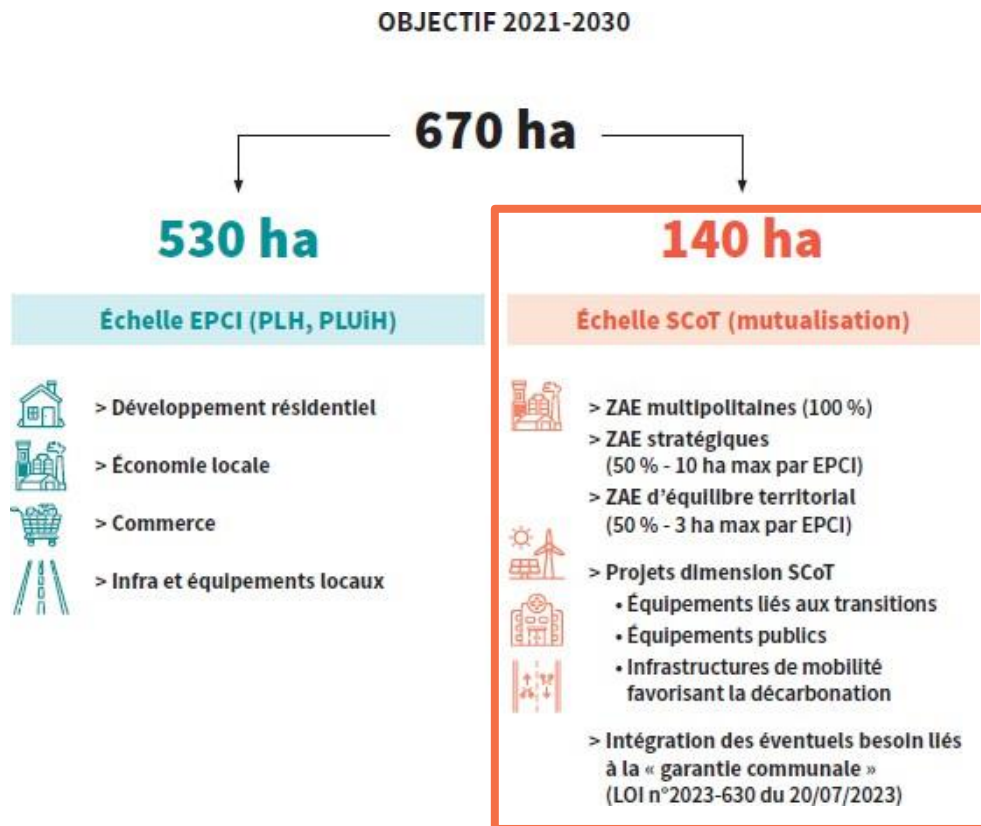 OBJECTIF 2021-2030
670 ha
530 ha
Échelle EPCI (PLH, PLUiH)
> Développement résidentiel
> Économie locale
> Commerce
> Infra et équipements locaux
140 ha
Échelle SCoT (mutualisation)
> ZAE multipolitaines (100 %)
> ZAE stratégiques
(50 % - 10 ha max par EPCI)
> ZAE d'équilibre territorial
(50 % - 3 ha max par EPCI)
> Projets dimension SCoT
• Équipements liés aux transitions
• Équipements publics
• Infrastructures de mobilité
favorisant la décarbonation
> Intégration des éventuels besoin liés
à la « garantie communale »
(LOI n°2023-630 du 20/07/2023)